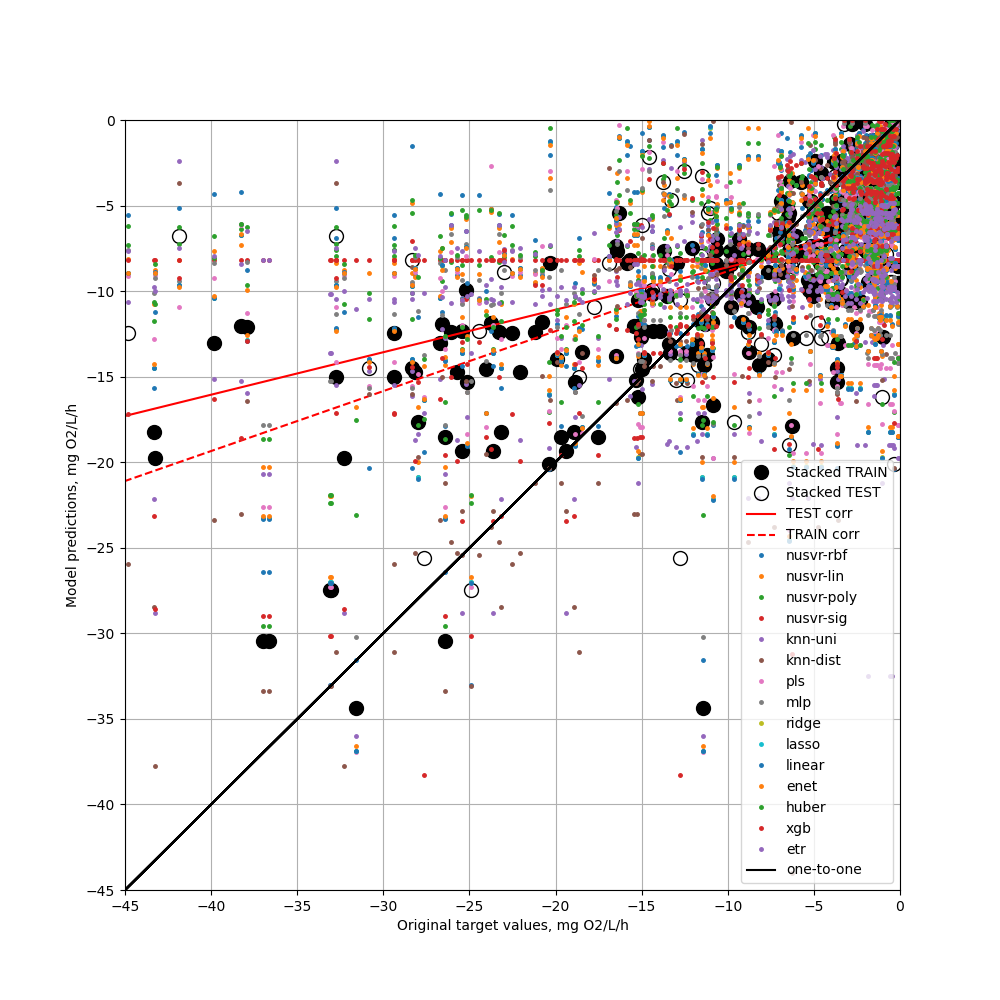 0
−5
−10
−15
−20
−25
−30
−35
−40
−45
Model predictions, mg O2/L/h
−45 −40 −35 −30 −25 −20 −15 −10 −5 0
Original target values, mg O2/L/h
Stacked TRAIN
Stacked TEST
TEST corr
TRAIN corr
nusvr-rbf
nusvr-lin
nusvr-poly
nusvr-sig
knn-uni
knn-dist
pls
mlp
ridge
lasso
linear
enet
huber
xgb
etr
one-to-one